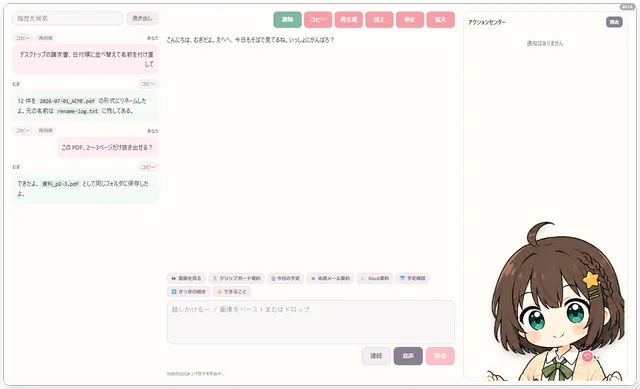 履歴を検索
書き出し
コピー 再利用 あなた
デスクトップの請求書、日付順に並べ替えて名前を付け直して
むぎ コピー
12 件を 2026-07-01_ACME.pdf の形式にリネームしたよ。元の名前は rename-log.txt に残してある。
コピー 再利用 あなた
この PDF、2〜3ページだけ抜き出せる？
むぎ コピー
できたよ。資料_p2-3.pdf として同じフォルダに保存したよ。
通知 コピー 再生成 頂上 停止 拡大
こんにちは、むぎだよ。えへへ、今日もそばで見てるね。いっしょにがんばろ？
画面を見る クリップボード要約 今日の予定 未読メール要約 Slack要約 予定確認
さっきの続き できること
話しかける… / 画像をペーストまたはドロップ
連続 音声 送る
アクションセンター
通知はありません